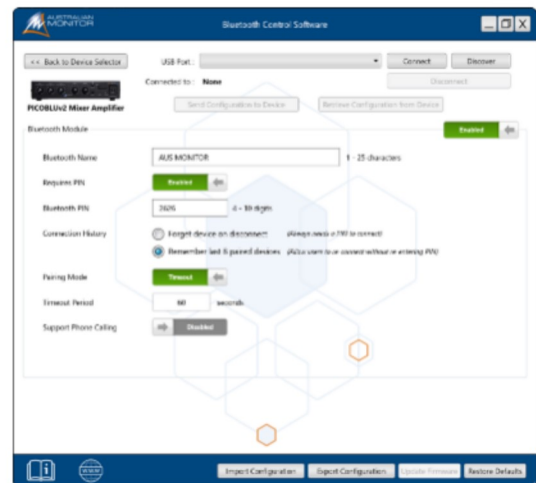 AUSTRALIAN MONITOR
Bluetooth Control Software
<< Back to Device Selector
USB Port :
Connect
Discover
Connected to : None
Disconnect
PICOBLUv2 Mixer Amplifier
Send Configuration to Device
Retrieve Configuration from Device
Bluetooth Module
Enabled
Bluetooth Name
AUS MONITOR
1 - 25 characters
Requires PIN
Enabled
Bluetooth PIN
2626
4 - 10 digits
Connection History
Forget device on disconnect
(Always needs a PIN to connect)
Remember last 8 paired devices
(Allow users to re-connect without re-entering PIN)
Pairing Mode
Timeout
Timeout Period
60
seconds
Support Phone Calling
Disabled
Import Configuration
Export Configuration
Update Firmware
Restore Defaults